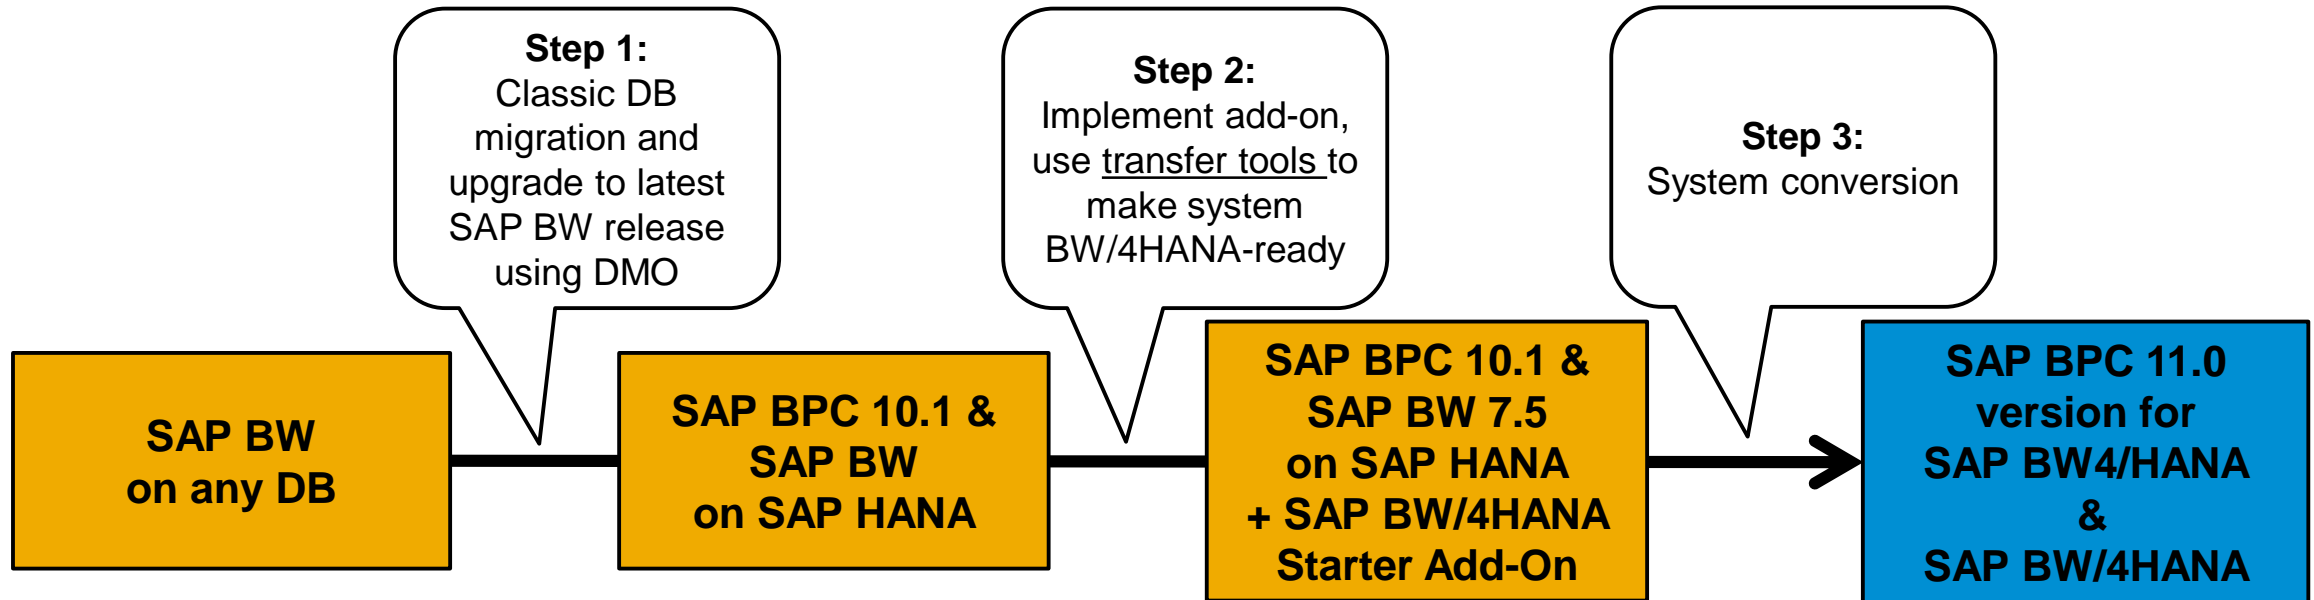 Step 1:
Classic DB
migration and
upgrade to latest
SAP BW release
using DMO
Step 2:
Implement add-on,
use transfer tools to
make system
BW/4HANA-ready
Step 3:
System conversion
SAP BW
on any DB
SAP BPC 10.1 &
SAP BW
on SAP HANA
SAP BPC 10.1 &
SAP BW 7.5
on SAP HANA
+ SAP BW/4HANA
Starter Add-On
SAP BPC 11.0
version for
SAP BW4/HANA
&
SAP BW/4HANA